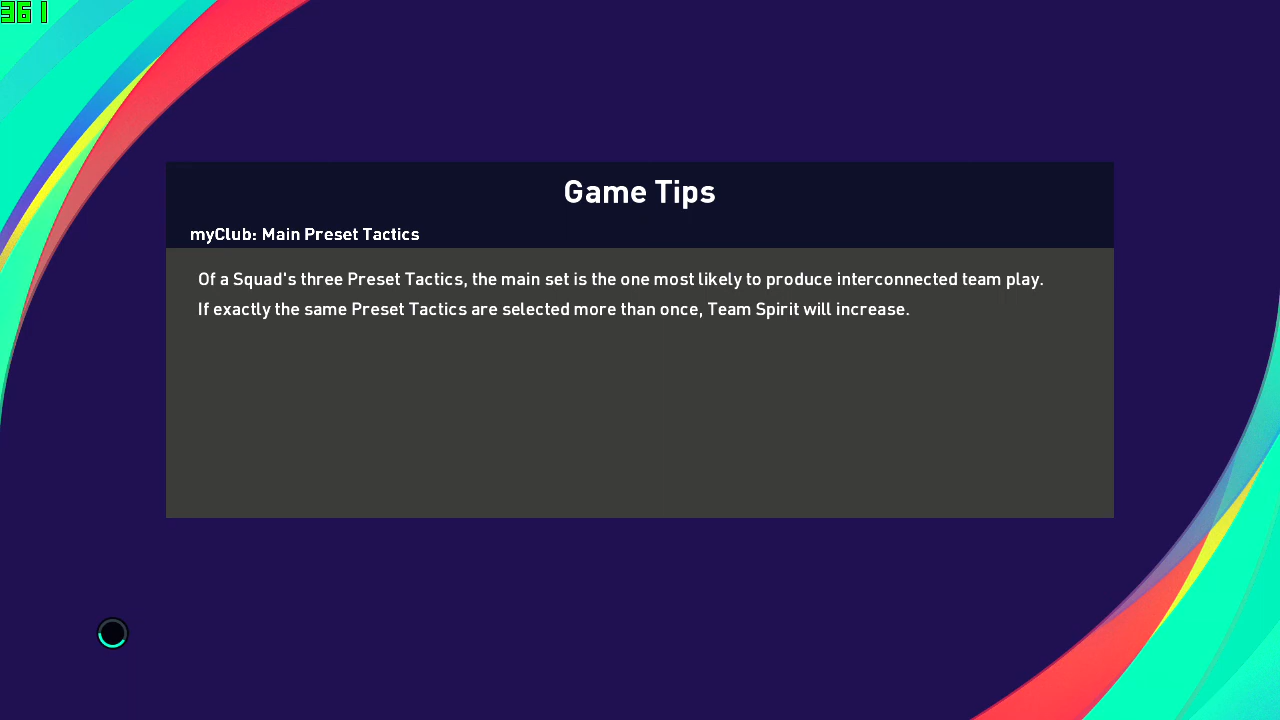 361
Game Tips
myClub: Main Preset Tactics
Of a Squad's three Preset Tactics, the main set is the one most likely to produce interconnected team play.
If exactly the same Preset Tactics are selected more than once, Team Spirit will increase.